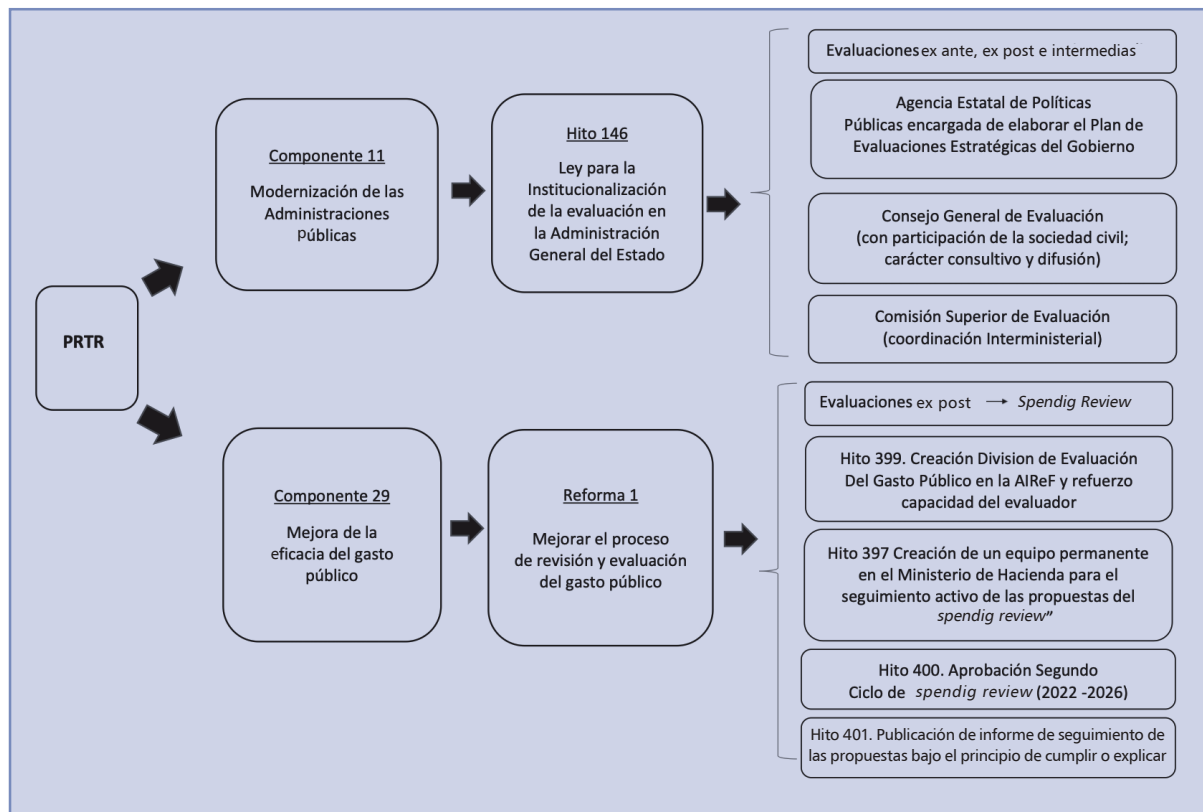 PRTR
Componente 11
Modernización de las
Administraciones
públicas
Hito 146
Ley para la
Institucionalización
de la evaluación en
la Administración
General del Estado
Evaluaciones ex ante, ex post e intermedias
Agencia Estatal de Políticas
Públicas encargada de elaborar el Plan de
Evaluaciones Estratégicas del Gobierno
Consejo General de Evaluación
(con participación de la sociedad civil;
carácter consultivo y difusión)
Comisión Superior de Evaluación
(coordinación Interministerial)
Componente 29
Mejora de la
eficacia del gasto
público
Reforma 1
Mejorar el proceso
de revisión y evaluación
del gasto público
Evaluaciones ex post → Spendig Review
Hito 399. Creación Division de Evaluación
Del Gasto Público en la AIReF y refuerzo
capacidad del evaluador
Hito 397 Creación de un equipo permanente
en el Ministerio de Hacienda para el
seguimiento activo de las propuestas del
spendig review”
Hito 400. Aprobación Segundo
Ciclo de spendig review (2022 -2026)
Hito 401. Publicación de informe de seguimiento de
las propuestas bajo el principio de cumplir o explicar